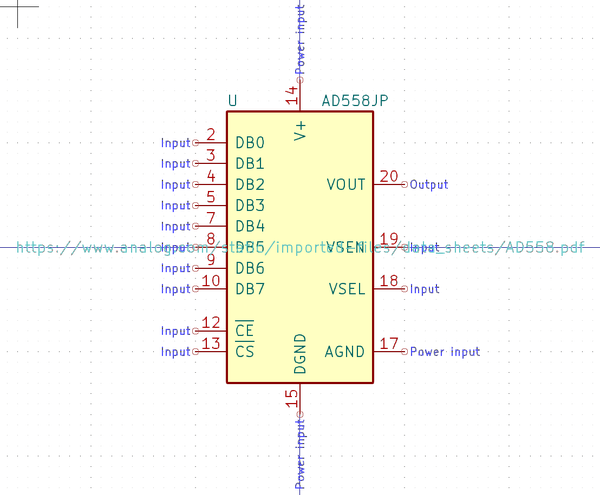 Power input
14
U AD558JP
V+
Input 2 DB0
Input 3 DB1
Input 4 DB2 VOUT 20 Output
Input 5 DB3
Input 7 DB4
Input 8 DB5 VSEN 19 Input
https://www.analog.com/static/imported-files/data_sheets/AD558.pdf
Input 9 DB6
Input 10 DB7 VSEL 18 Input
Input 12 CE
Input 13 CS AGND 17 Power input
DGND
15
Power input